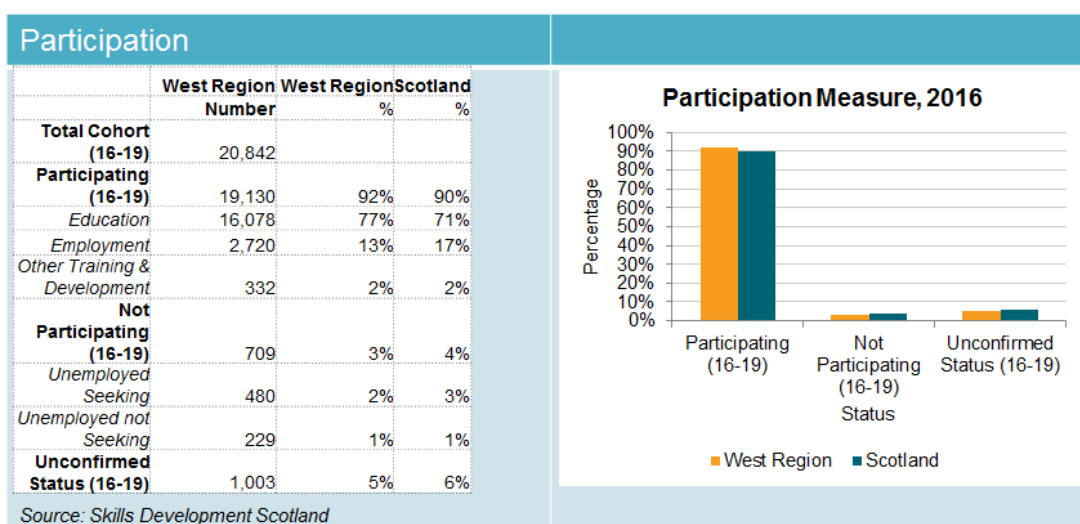 Participation
West Region West Region Scotland
Number % %
Total Cohort
(16-19) 20,842
Participating
(16-19) 19,130 92% 90%
Education 16,078 77% 71%
Employment 2,720 13% 17%
Other Training &
Development 332 2% 2%
Not
Participating
(16-19) 709 3% 4%
Unemployed
Seeking 480 2% 3%
Unemployed not
Seeking 229 1% 1%
Unconfirmed
Status (16-19) 1,003 5% 6%
Source: Skills Development Scotland
Participation Measure, 2016
Percentage
100%
90%
80%
70%
60%
50%
40%
30%
20%
10%
0%
Participating
(16-19)
Not
Participating
(16-19)
Unconfirmed
Status (16-19)
Status
West Region Scotland